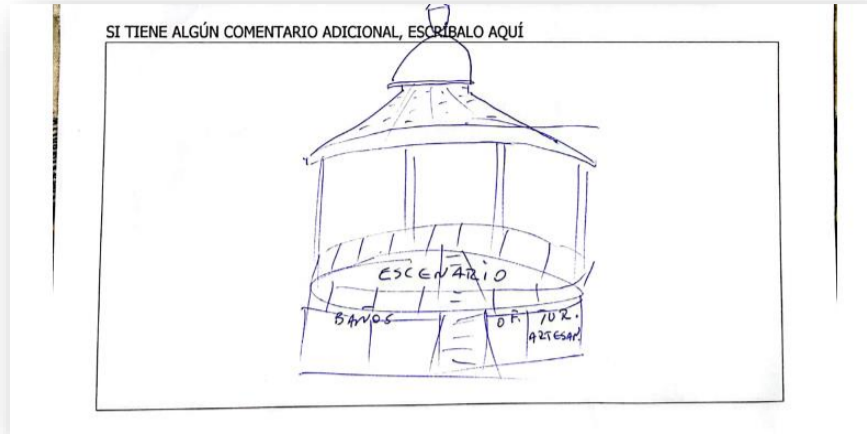 SI TIENE ALGÚN COMENTARIO ADICIONAL, ESCRÍBALO AQUÍ
ESCENARIO
BAÑOS
OF. TUR.
ARTESAN.